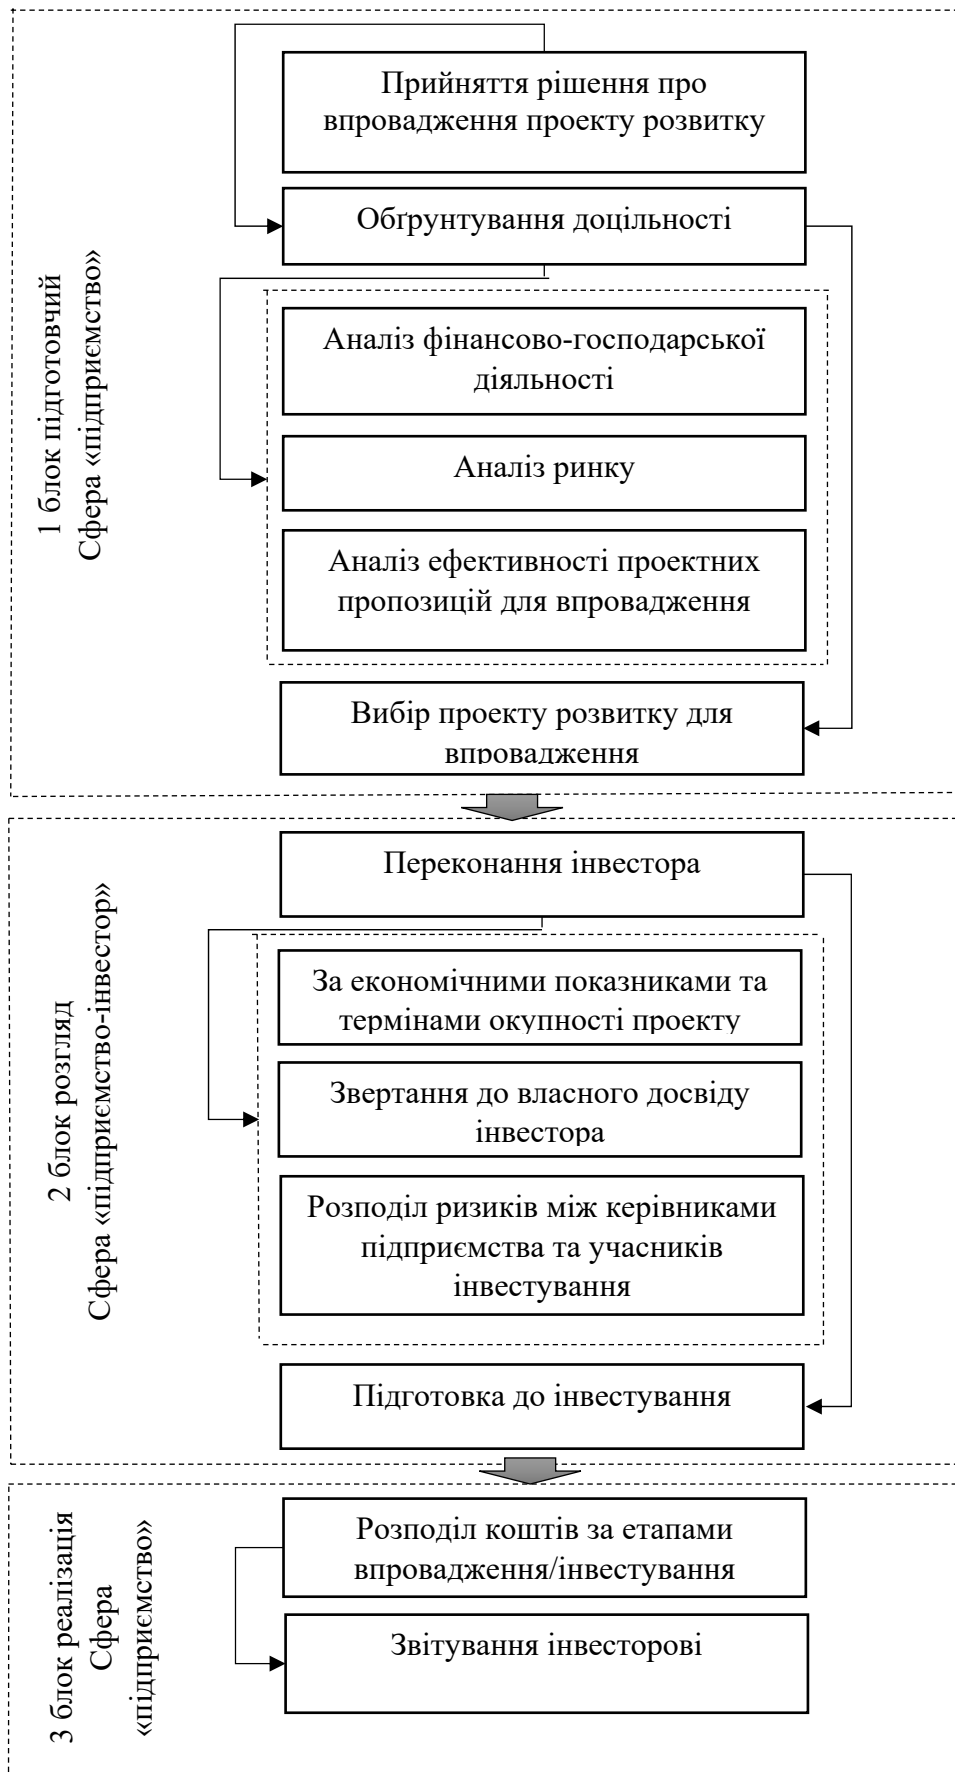 1 блок підготовчий
Сфера «підприємство»
Прийняття рішення про
впровадження проекту розвитку
Обґрунтування доцільності
Аналіз фінансово-господарської
діяльності
Аналіз ринку
Аналіз ефективності проектних
пропозицій для впровадження
Вибір проекту розвитку для
впровадження
2 блок розгляд
Сфера «підприємство-інвестор»
Переконання інвестора
За економічними показниками та
термінами окупності проекту
Звертання до власного досвіду
інвестора
Розподіл ризиків між керівниками
підприємства та учасників
інвестування
Підготовка до інвестування
3 блок реалізація
Сфера
«підприємство»
Розподіл коштів за етапами
впровадження/інвестування
Звітування інвесторові